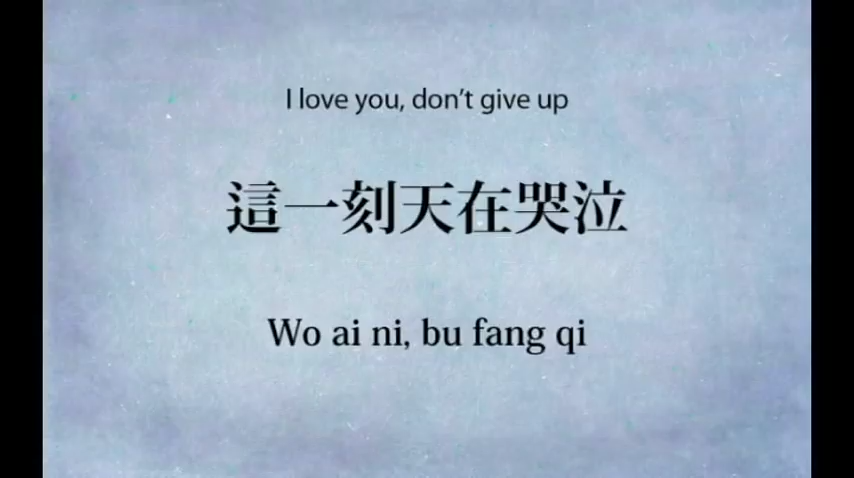 I love you, don't give up
這一刻天在哭泣
Wo ai ni, bu fang qi